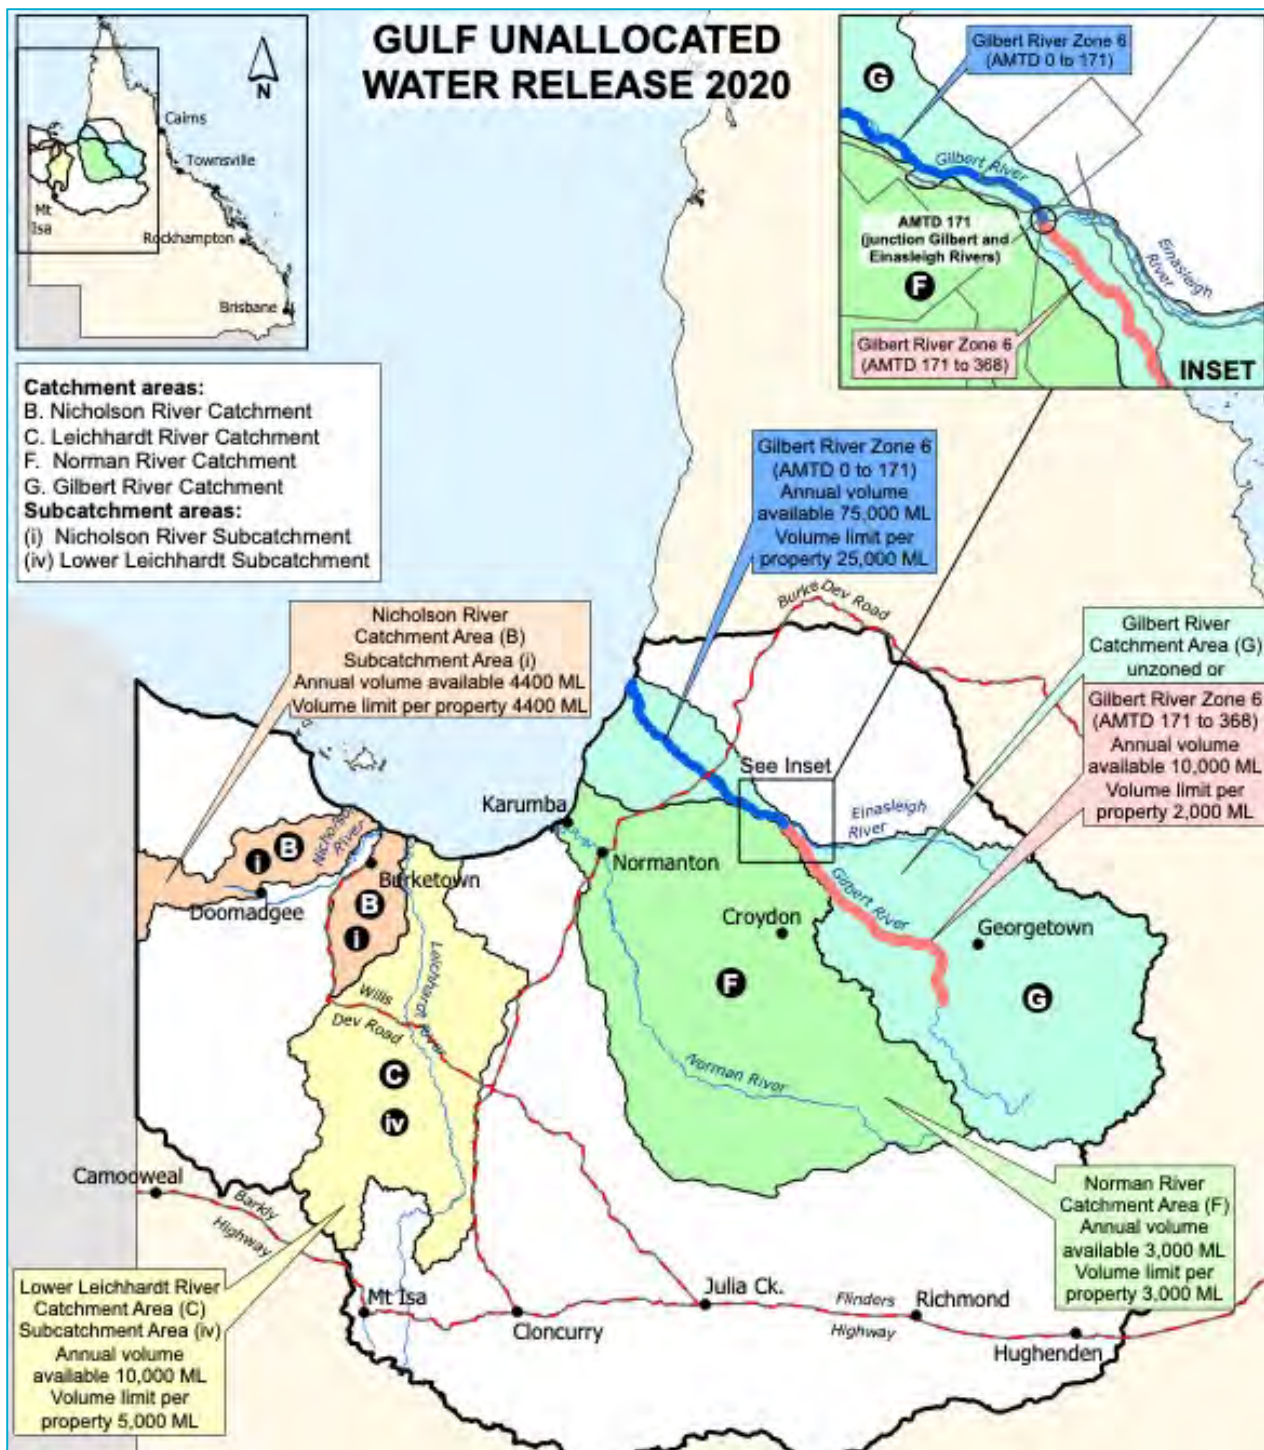 GULF UNALLOCATED
WATER RELEASE 2020
N
Cairns
Townsville
Mt
Isa
Rockhampton
Brisbane
Gilbert River Zone 6
(AMTD 0 to 171)
G
Gilbert River
AMTD 171
(junction Gilbert and
Einasleigh Rivers)
F
Einasleigh
River
Gilbert River Zone 6
(AMTD 171 to 368)
INSET
Catchment areas:
B. Nicholson River Catchment
C. Leichhardt River Catchment
F. Norman River Catchment
G. Gilbert River Catchment
Subcatchment areas:
(i) Nicholson River Subcatchment
(iv) Lower Leichhardt Subcatchment
Gilbert River Zone 6
(AMTD 0 to 171)
Annual volume
available 75,000 ML
Volume limit per
property 25,000 ML
Burke Dev Road
Nicholson River
Catchment Area (B)
Subcatchment Area (i)
Annual volume available 4400 ML
Volume limit per property 4400 ML
Gilbert River
Catchment Area (G)
unzoned or
Gilbert River Zone 6
(AMTD 171 to 368)
Annual volume
available 10,000 ML
Volume limit per
property 2,000 ML
See Inset
Karumba
Einasleigh
River
Nicholson
River
B
i
Normanton
Burketown
Doomadgee
B
i
Gilbert River
Croydon
Georgetown
Leichhardt River
F
G
Willis
Dev Road
C
iv
Norman River
Camooweal
Barkly
Highway
Norman River
Catchment Area (F)
Annual volume
available 3,000 ML
Volume limit per
property 3,000 ML
Lower Leichhardt River
Catchment Area (C)
Subcatchment Area (iv)
Annual volume
available 10,000 ML
Volume limit per
property 5,000 ML
Mt Isa
Cloncurry
Julia Ck.
Flinders
Highway
Richmond
Hughenden